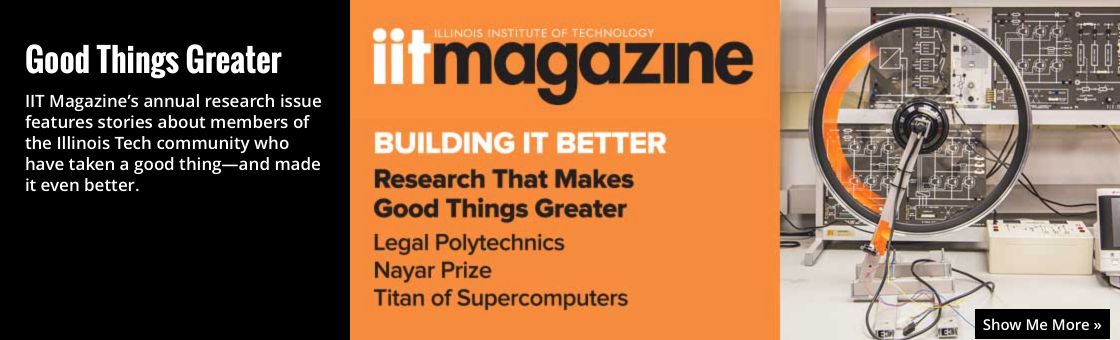 Good Things Greater
IIT Magazine’s annual research issue
features stories about members of
the Illinois Tech community who
have taken a good thing—and made
it even better.
ILLINOIS INSTITUTE OF TECHNOLOGY
iitmagazine
BUILDING IT BETTER
Research That Makes
Good Things Greater
Legal Polytechnics
Nayar Prize
Titan of Supercomputers
Show Me More »